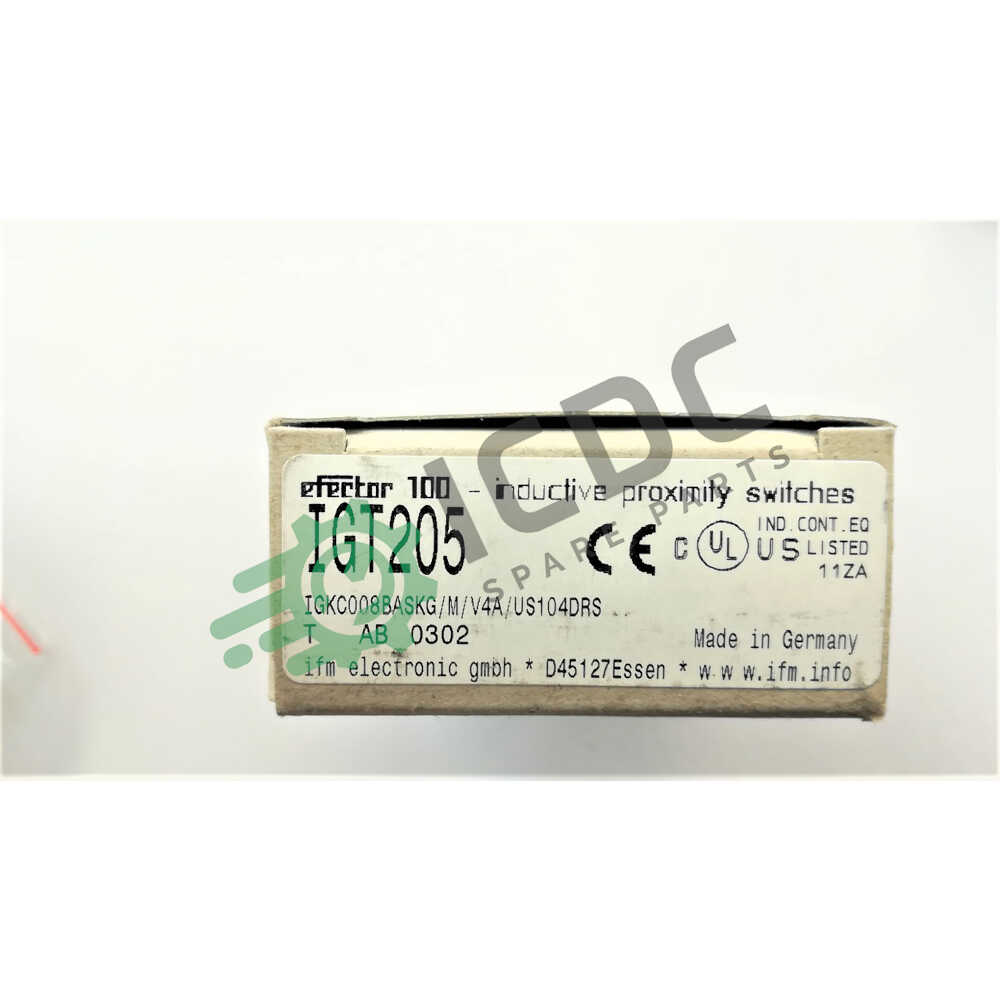 efector 100 - inductive proximity switches
IGT205
CE
C UL US
IND. CONT. EQ
LISTED
11ZA
IGKC008BASKG/M/V4A/US104DRS
T AB 0302
Made in Germany
ifm electronic gmbh * D45127Essen * www.ifm.info
ICDC
SPARE PARTS